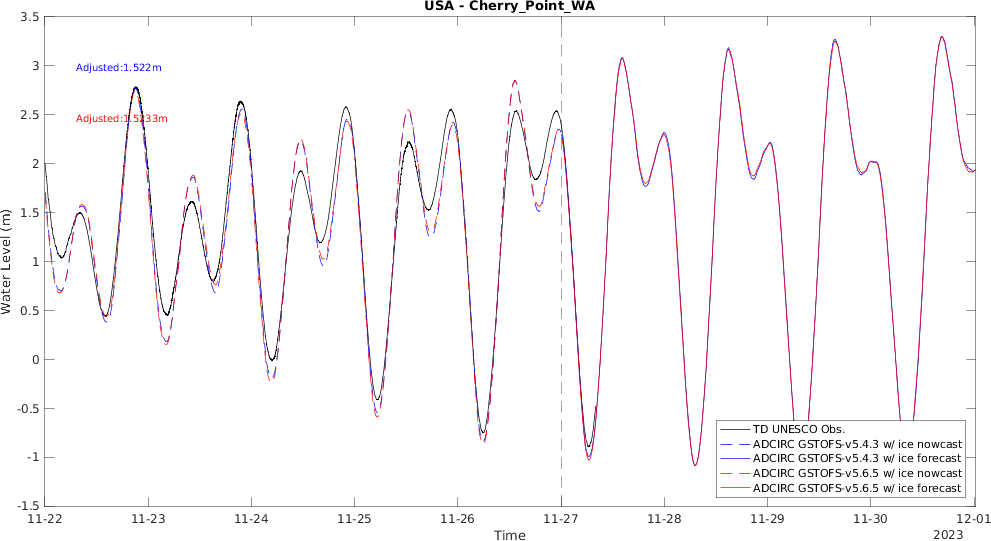 USA - Cherry_Point_WA
3.5
3
2.5
2
1.5
1
0.5
0
-0.5
-1
-1.5
Water Level (m)
Adjusted:1.522m
Adjusted:1.5233m
TD UNESCO Obs.
ADCIRC GSTOFS-v5.4.3 w/ ice nowcast
ADCIRC GSTOFS-v5.4.3 w/ ice forecast
ADCIRC GSTOFS-v5.6.5 w/ ice nowcast
ADCIRC GSTOFS-v5.6.5 w/ ice forecast
11-22 11-23 11-24 11-25 11-26 11-27 11-28 11-29 11-30 12-01
Time
2023